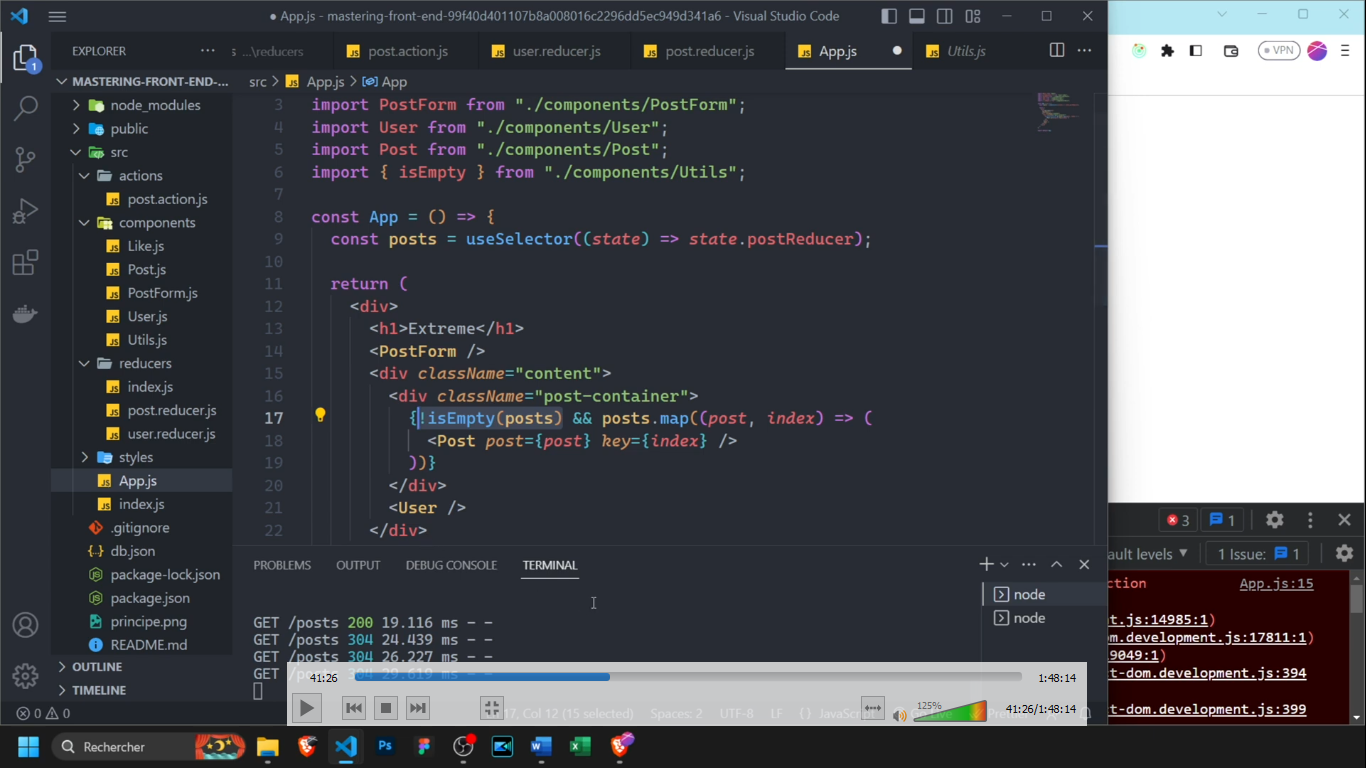 ● App.js - mastering-front-end-99f40d401107b8a008016c2296dd5ec949d341a6 - Visual Studio Code
EXPLORER
s ...\reducers
post.action.js
user.reducer.js
post.reducer.js
App.js
Utils.js
VPN
MASTERING-FRONT-END-...
src > App.js > App
node_modules
public
src
actions
post.action.js
components
Like.js
Post.js
PostForm.js
User.js
Utils.js
reducers
index.js
post.reducer.js
user.reducer.js
styles
App.js
index.js
.gitignore
db.json
package-lock.json
package.json
principe.png
README.md
OUTLINE
TIMELINE
3 import PostForm from "./components/PostForm";
4 import User from "./components/User";
5 import Post from "./components/Post";
6 import { isEmpty } from "./components/Utils";
7
8 const App = () => {
9 const posts = useSelector((state) => state.postReducer);
10
11 return (
12 <div>
13 <h1>Extreme</h1>
14 <PostForm />
15 <div className="content">
16 <div className="post-container">
17 {!isEmpty(posts) && posts.map((post, index) => (
18 <Post post={post} key={index} />
19 ))}
20 </div>
21 <User />
22 </div>
PROBLEMS OUTPUT DEBUG CONSOLE TERMINAL
node
node
GET /posts 200 19.116 ms - -
GET /posts 304 24.439 ms - -
GET /posts 304 26.227 ms - -
GET /posts 304 29.619 ms - -
3 1
ault levels ▼ 1 Issue: 1
ction App.js:15
t.js:14985:1)
om.development.js:17811:1)
19049:1)
t-dom.development.js:394
t-dom.development.js:399
41:26 1:48:14
125%
41:26/1:48:14
0 0
17, Col 12 (15 selected) Spaces: 2 UTF-8 LF {} JavaScript
1
Rechercher
Ps